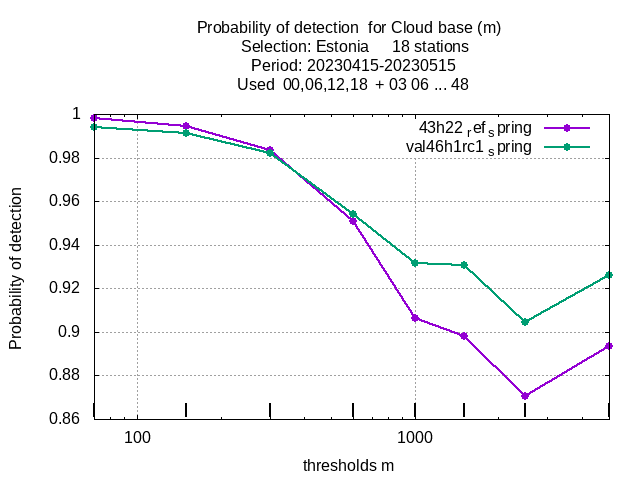 Probability of detection  for Cloud base (m)
Selection: Estonia     18 stations
Period: 20230415-20230515
Used  00,06,12,18  + 03 06 ... 48
43h22 refspring
val46h1rc1 spring
1
0.98
0.96
0.94
0.92
0.9
0.88
0.86
Probability of detection
100
1000
thresholds m